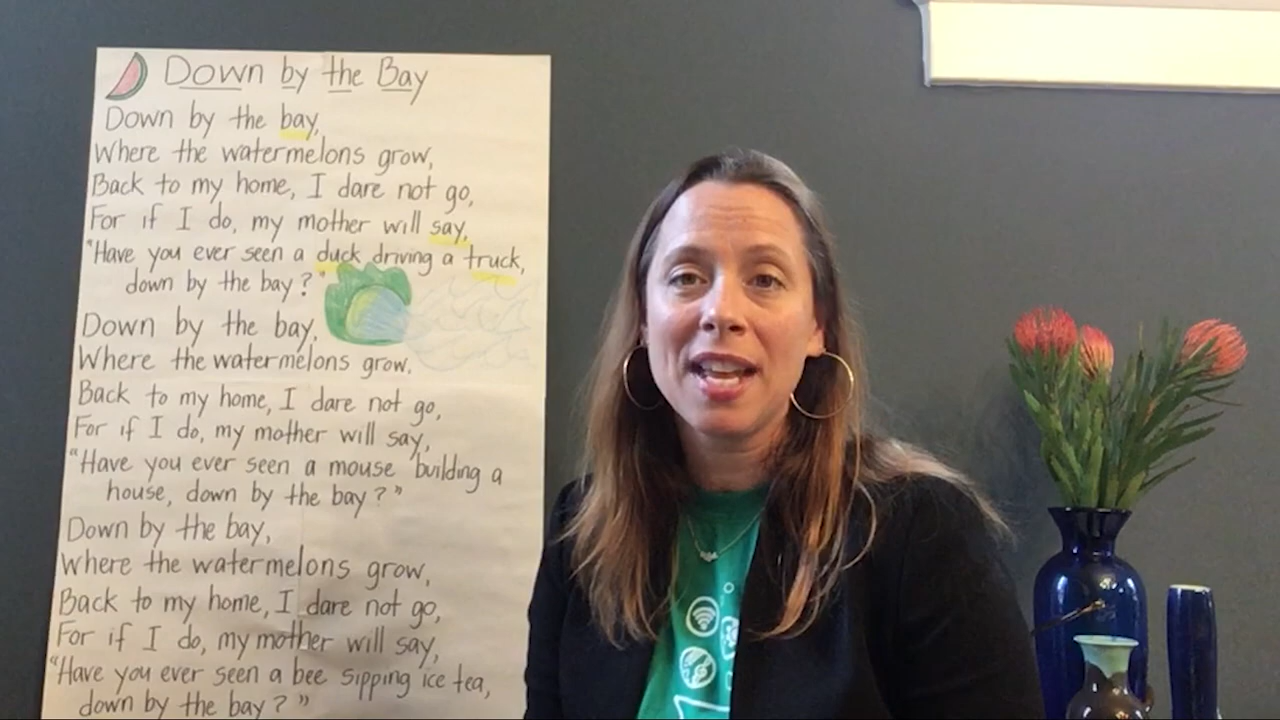 Down by the Bay
Down by the bay,
Where the watermelons grow,
Back to my home, I dare not go,
For if I do, my mother will say,
"Have you ever seen a duck driving a truck,
down by the bay?"
Down by the bay,
Where the watermelons grow,
Back to my home, I dare not go,
For if I do, my mother will say,
"Have you ever seen a mouse building a
house, down by the bay?"
Down by the bay,
Where the watermelons grow,
Back to my home, I dare not go,
For if I do, my mother will say,
"Have you ever seen a bee sipping ice tea,
down by the bay?"